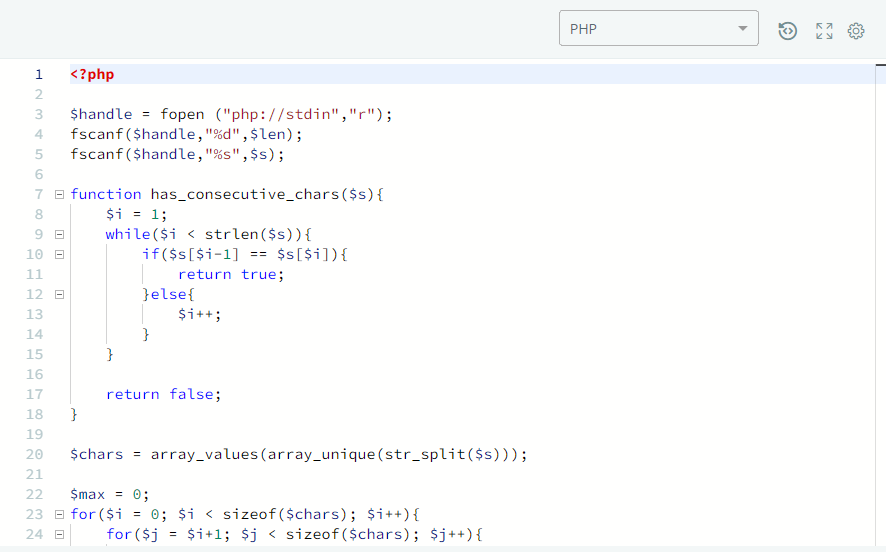 PHP
1 <?php
2
3 $handle = fopen ("php://stdin","r");
4 fscanf($handle,"%d",$len);
5 fscanf($handle,"%s",$s);
6
7 function has_consecutive_chars($s){
8     $i = 1;
9     while($i < strlen($s)){
10         if($s[$i-1] == $s[$i]){
11             return true;
12         }else{
13             $i++;
14         }
15     }
16
17     return false;
18 }
19
20 $chars = array_values(array_unique(str_split($s)));
21
22 $max = 0;
23 for($i = 0; $i < sizeof($chars); $i++){
24     for($j = $i+1; $j < sizeof($chars); $j++){